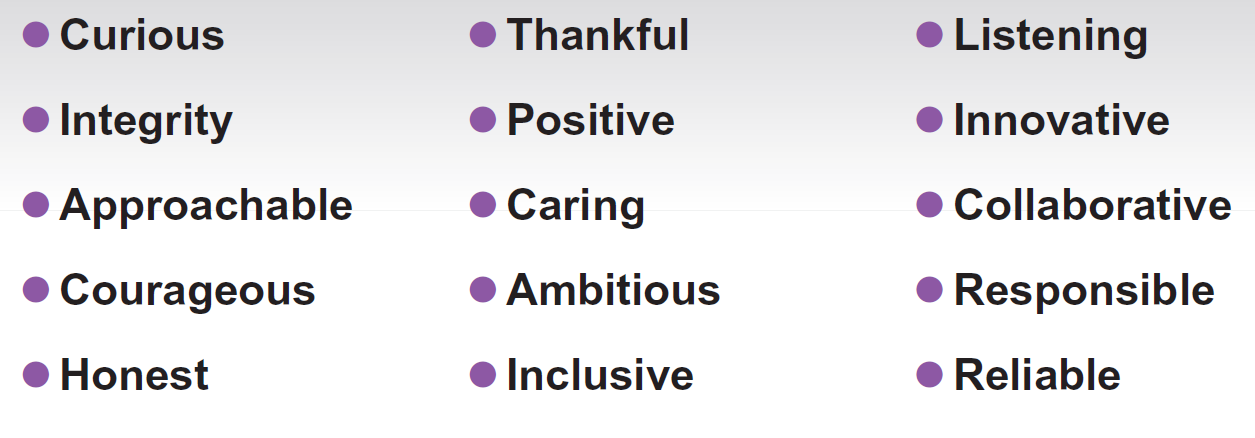 Curious
Integrity
Approachable
Courageous
Honest
Thankful
Positive
Caring
Ambitious
Inclusive
Listening
Innovative
Collaborative
Responsible
Reliable